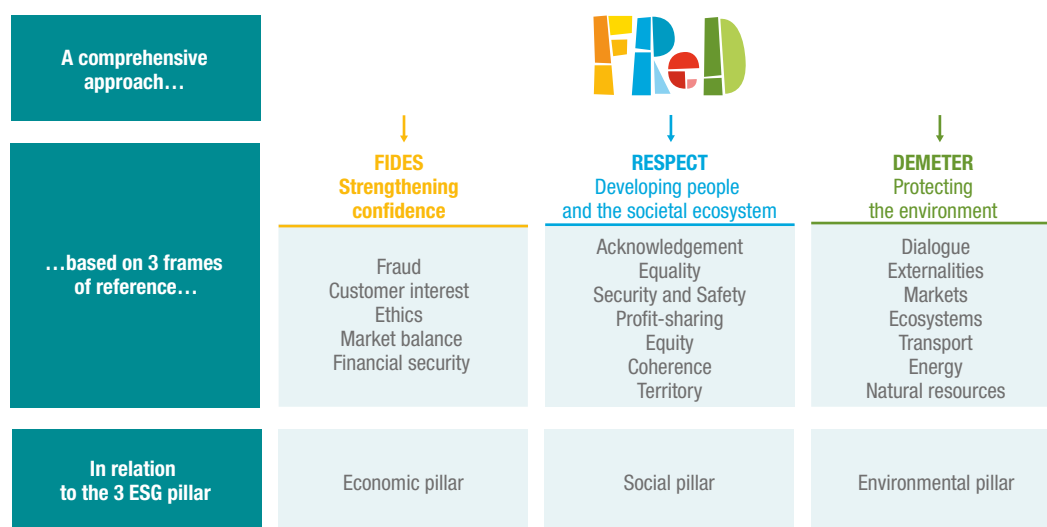 A comprehensive
approach…
FReD
…based on 3 frames
of reference…
FIDES
Strengthening
confidence
Fraud
Customer interest
Ethics
Market balance
Financial security
RESPECT
Developing people
and the societal ecosystem
Acknowledgement
Equality
Security and Safety
Profit-sharing
Equity
Coherence
Territory
DEMETER
Protecting
the environment
Dialogue
Externalities
Markets
Ecosystems
Transport
Energy
Natural resources
In relation
to the 3 ESG pillar
Economic pillar
Social pillar
Environmental pillar